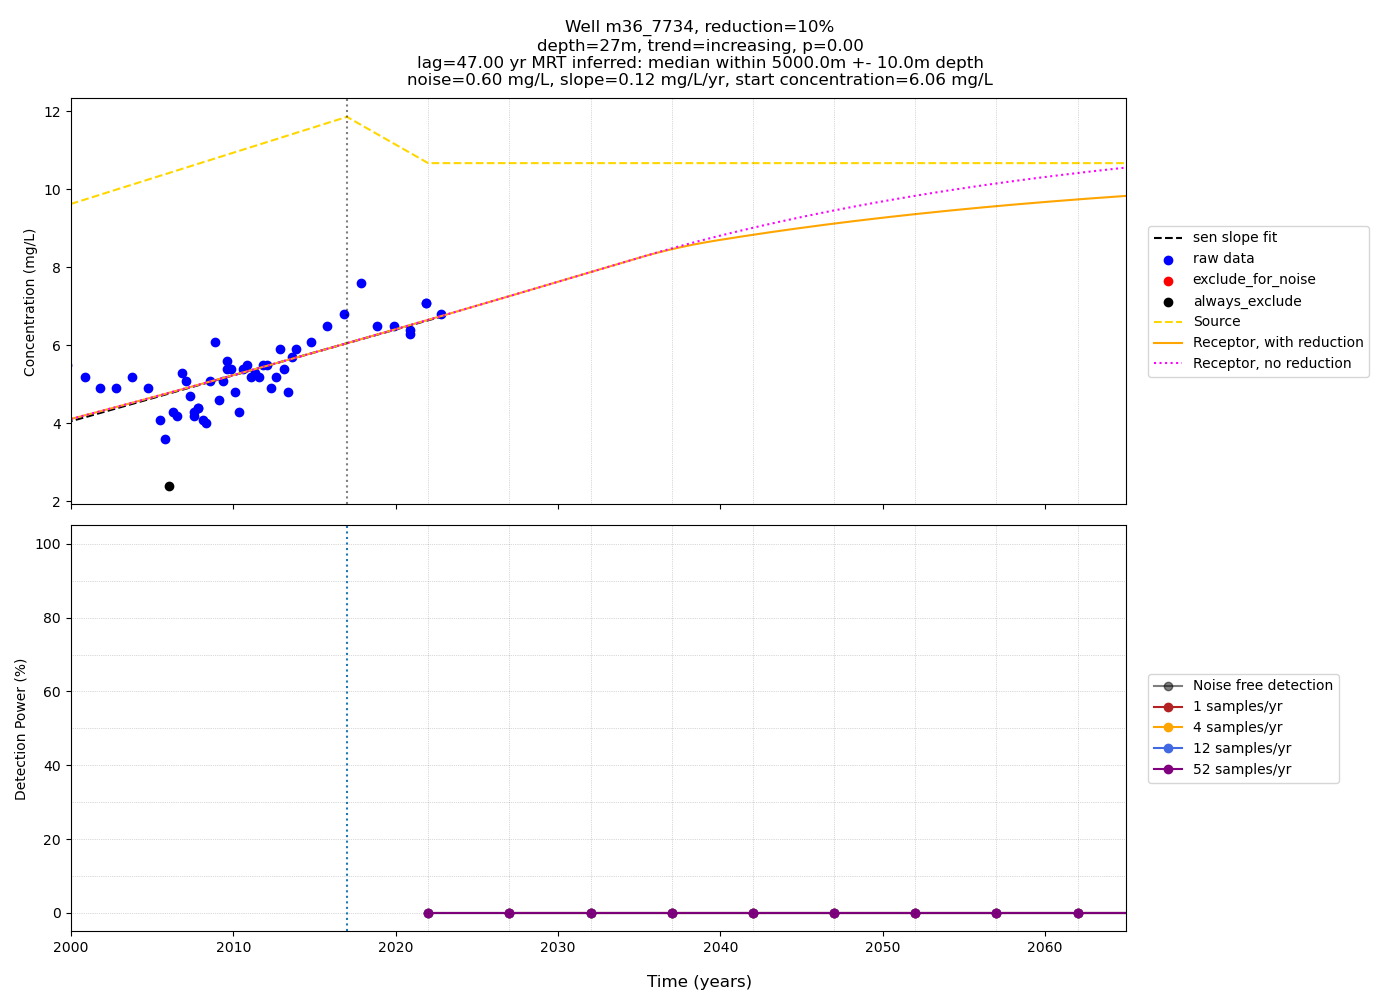 Well m36_7734, reduction=10%
depth=27m, trend=increasing, p=0.00
lag=47.00 yr MRT inferred: median within 5000.0m +- 10.0m depth
noise=0.60 mg/L, slope=0.12 mg/L/yr, start concentration=6.06 mg/L
12
10
8
6
4
2
Concentration (mg/L)
sen slope fit
raw data
exclude_for_noise
always_exclude
Source
Receptor, with reduction
Receptor, no reduction
100
80
60
40
20
0
Detection Power (%)
Noise free detection
1 samples/yr
4 samples/yr
12 samples/yr
52 samples/yr
2000 2010 2020 2030 2040 2050 2060
Time (years)